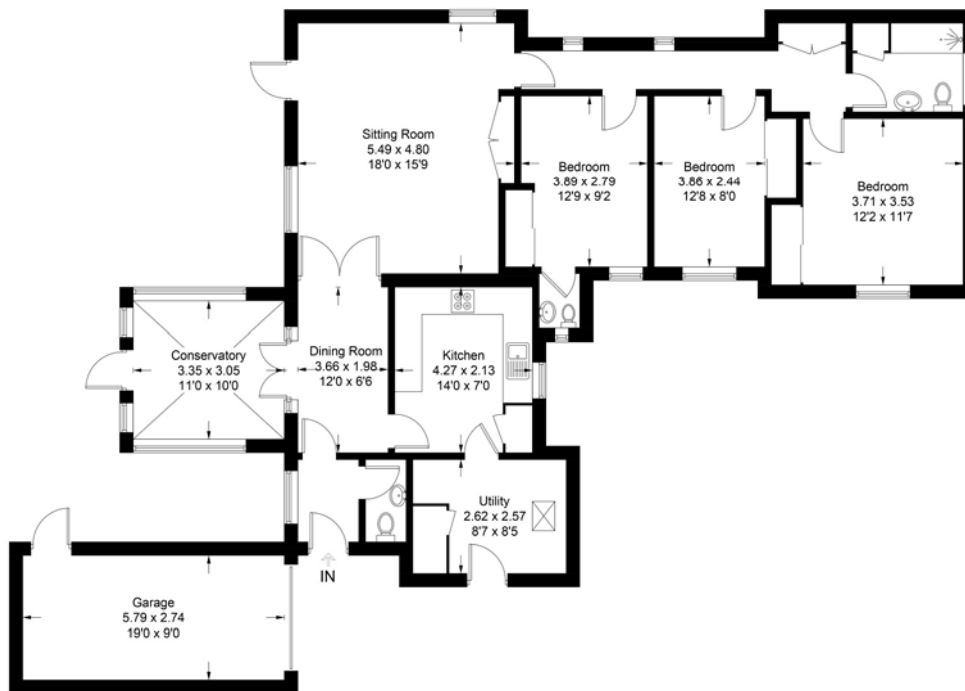 Sitting Room
5.49 x 4.80
18'0 x 15'9
Bedroom
3.89 x 2.79
12'9 x 9'2
Bedroom
3.86 x 2.44
12'8 x 8'0
Bedroom
3.71 x 3.53
12'2 x 11'7
Conservatory
3.35 x 3.05
11'0 x 10'0
Dining Room
3.66 x 1.98
12'0 x 6'6
Kitchen
4.27 x 2.13
14'0 x 7'0
Utility
2.62 x 2.57
8'7 x 8'5
IN
Garage
5.79 x 2.74
19'0 x 9'0